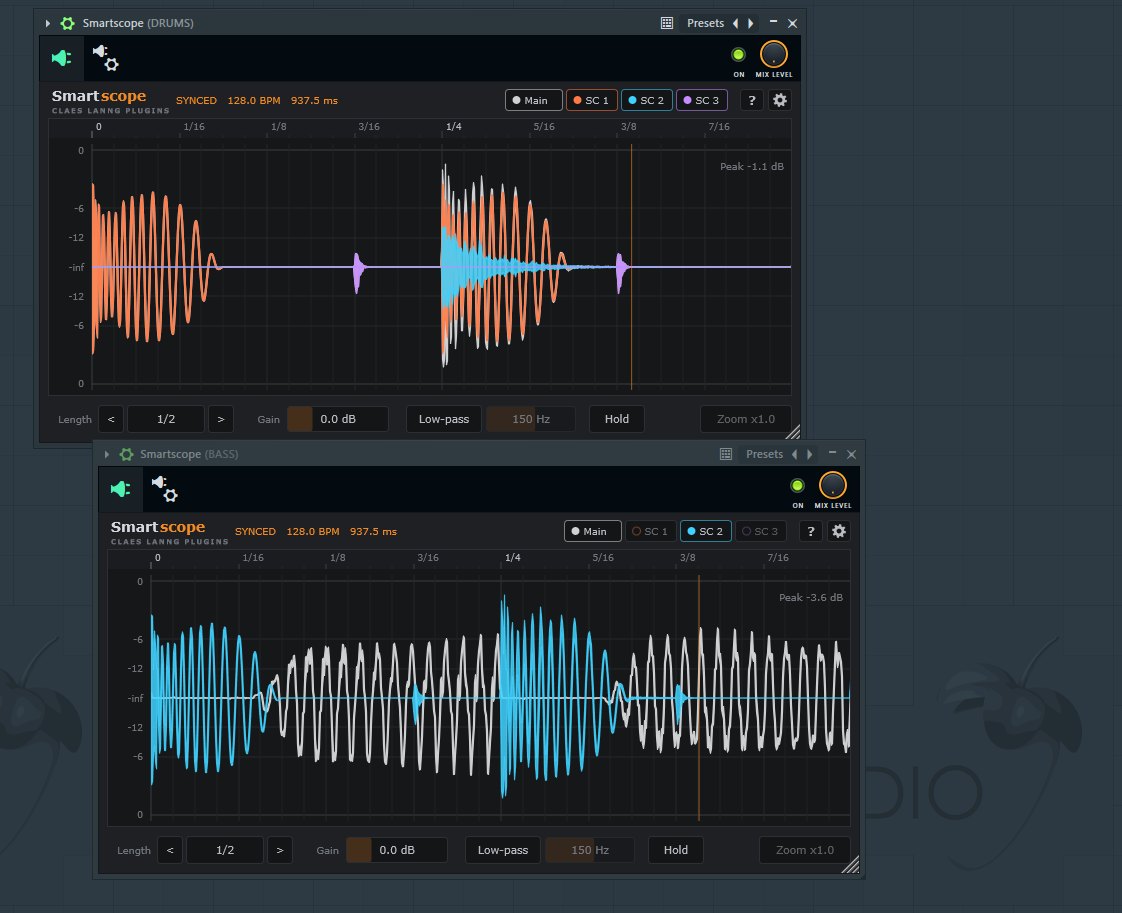 Smartscope (DRUMS) Presets
ON MIX LEVEL
Smartscope SYNCED 128.0 BPM 937.5 ms Main SC 1 SC 2 SC 3 ?
CLAES LANNG PLUGINS
0 1/16 1/8 3/16 1/4 5/16 3/8 7/16
0
Peak -1.1 dB
-6
-12
-inf
-12
-6
0
Length < 1/2 > Gain 0.0 dB Low-pass 150 Hz Hold Zoom x1.0
Smartscope (BASS) Presets
ON MIX LEVEL
Smartscope SYNCED 128.0 BPM 937.5 ms Main SC 1 SC 2 SC 3 ?
CLAES LANNG PLUGINS
0 1/16 1/8 3/16 1/4 5/16 3/8 7/16
0
Peak -3.6 dB
-6
-12
-inf
-12
-6
0
DIO
Length < 1/2 > Gain 0.0 dB Low-pass 150 Hz Hold Zoom x1.0